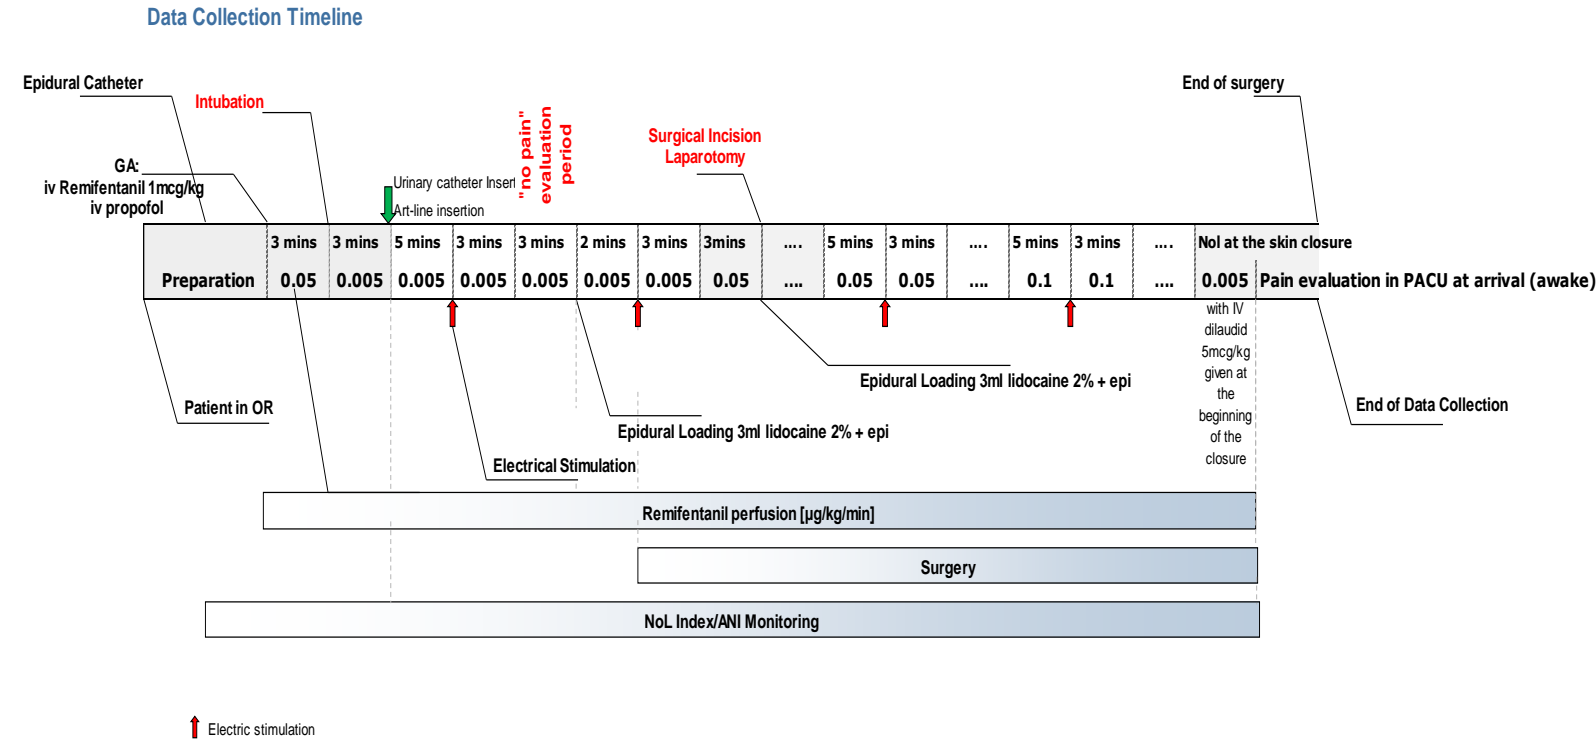 Data Collection Timeline
Epidural Catheter
End of surgery
Intubation
"no pain"
evaluation
period
Surgical Incision
Laparotomy
GA:
iv Remifentanil 1mcg/kg
iv propofol
Urinary catheter Insert
Art-line insertion
3 mins 3 mins 5 mins 3 mins 3 mins 2 mins 3 mins 3mins .... 5 mins 3 mins .... 5 mins 3 mins .... Nol at the skin closure
Preparation 0.05 0.005 0.005 0.005 0.005 0.005 0.005 0.05 .... 0.05 0.05 .... 0.1 0.1 .... 0.005 Pain evaluation in PACU at arrival (awake)
with IV
dilaudid
5mcg/kg
given at
the
beginning
of the
closure
Epidural Loading 3ml lidocaine 2% + epi
Patient in OR
End of Data Collection
Epidural Loading 3ml lidocaine 2% + epi
Electrical Stimulation
Remifentanil perfusion [µg/kg/min]
Surgery
NoL Index/ANI Monitoring
Electric stimulation